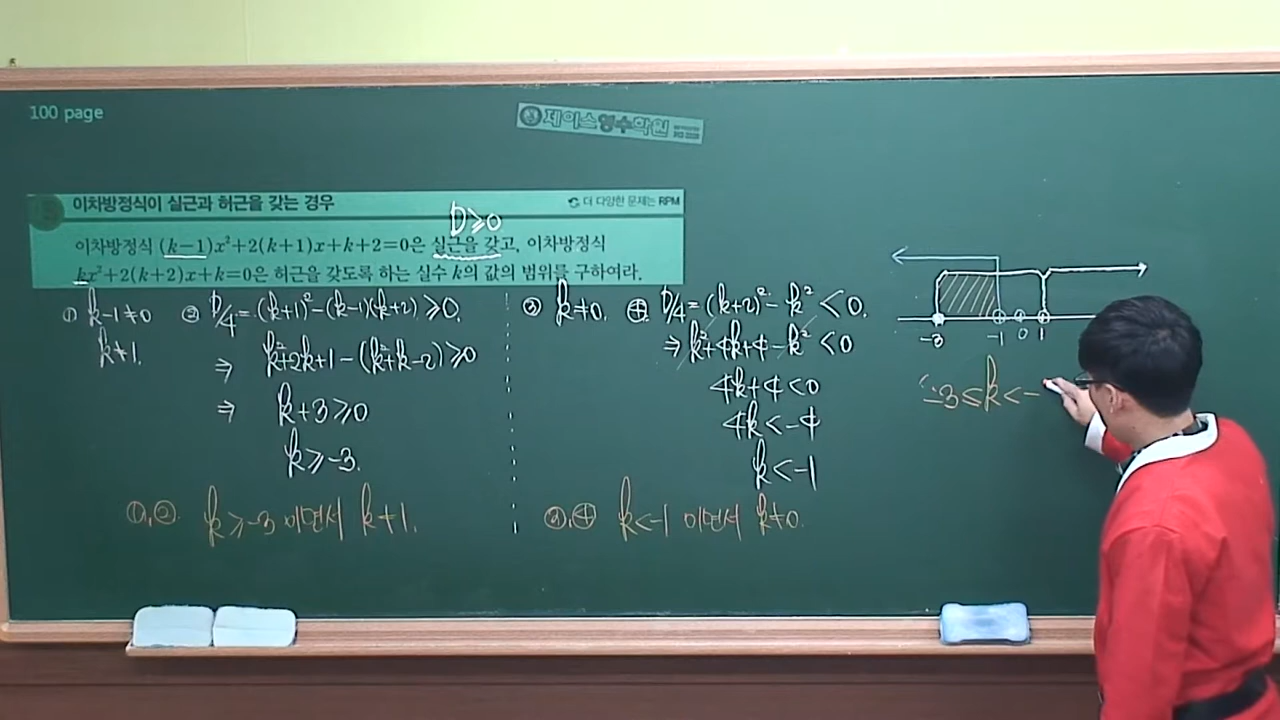 100 page
제이스영수학원
이차방정식이 실근과 허근을 갖는 경우
더 다양한 문제는 RPM
D≥0
이차방정식 (k-1)x²+2(k+1)x+k+2=0은 실근을 갖고, 이차방정식
kx²+2(k+2)x+k=0은 허근을 갖도록 하는 실수 k의 값의 범위를 구하여라.
① k-1≠0
k≠1.
② D/4=(k+1)²-(k-1)(k+2)≥0.
⇒ k²+2k+1-(k²+k-2)≥0
⇒ k+3≥0
k≥-3.
①,②. k≥-3 이면서 k≠1.
③ k≠0.
④ D/4=(k+2)²-k²<0.
⇒ k²+4k+4-k²<0
4k+4<0
4k<-4
k<-1
③,④ k<-1 이면서 k≠0.
-3 -1 0 1
∴ -3≤k<-